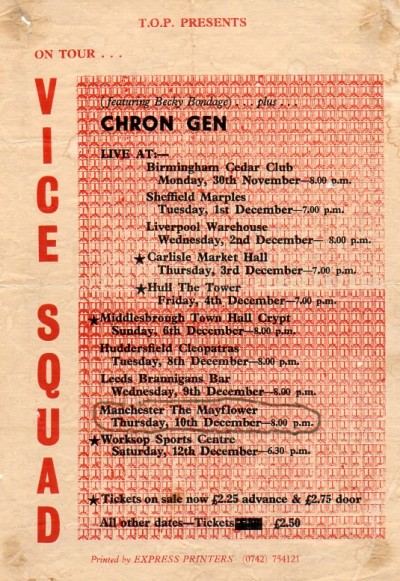 T.O.P. PRESENTS
ON TOUR . . .
VICE SQUAD
(featuring Becky Bondage) . . . . plus . . .
CHRON GEN
LIVE AT:—
Birmingham Cedar Club
Monday, 30th November—8.00 p.m.
Sheffield Marples
Tuesday, 1st December—7.00 p.m.
Liverpool Warehouse
Wednesday, 2nd December— 8.00 p.m.
★Carlisle Market Hall
Thursday, 3rd December—7.00 p.m.
★Hull The Tower
Friday, 4th December—7.00 p.m.
★Middlesbrough Town Hall Crypt
Sunday, 6th December—8.00 p.m.
Huddersfield Cleopatras
Tuesday, 8th December—8.00 p.m.
Leeds Brannigans Bar
Wednesday, 9th December—8.00 p.m.
Manchester The Mayflower
Thursday, 10th December—8.00 p.m.
★Worksop Sports Centre
Saturday, 12th December—6.30 p.m.
★Tickets on sale now £2.25 advance & £2.75 door
All other dates—Tickets £2.50
Printed by EXPRESS PRINTERS (0742) 754121